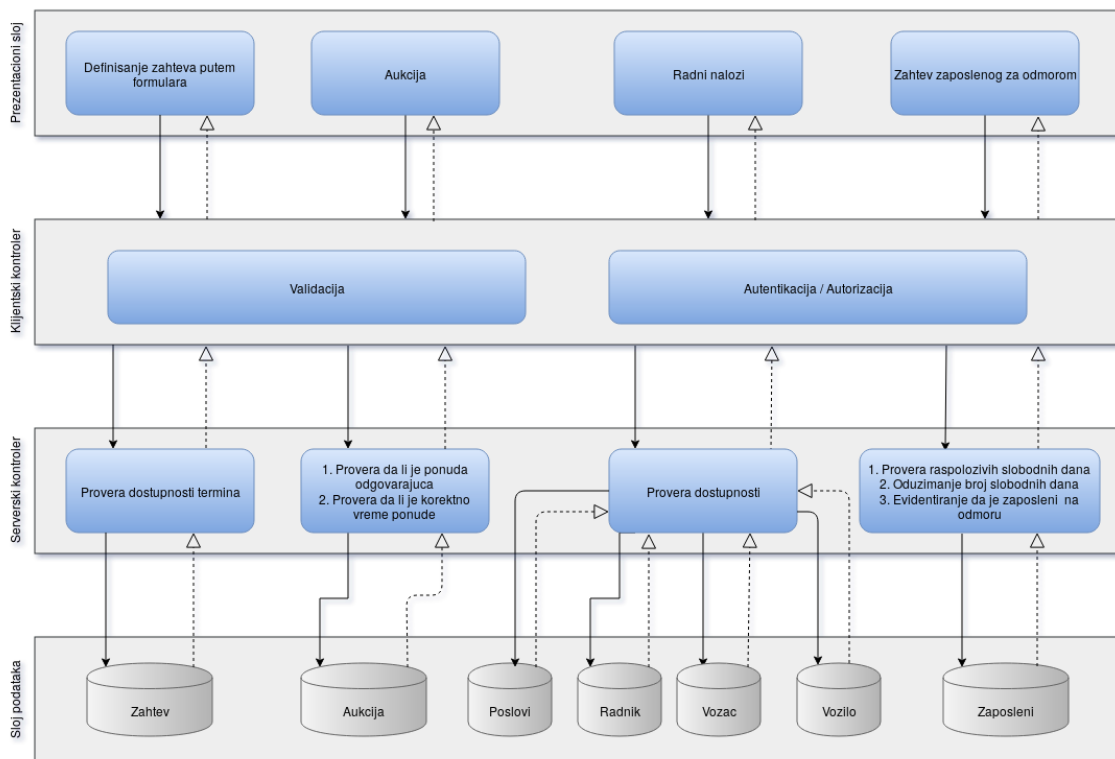 Prezentacioni sloj
Definisanje zahteva putem
formulara
Aukcija
Radni nalozi
Zahtev zaposlenog za odmorom
Klijentski kontroler
Validacija
Autentikacija / Autorizacija
Serverski kontroler
Provera dostupnosti termina
1. Provera da li je ponuda
odgovarajuca
2. Provera da li je korektno
vreme ponude
Provera dostupnosti
1. Provera raspolozivih slobodnih dana
2. Oduzimanje broj slobodnih dana
3. Evidentiranje da je zaposleni na
odmoru
Sloj podataka
Zahtev
Aukcija
Poslovi
Radnik
Vozac
Vozilo
Zaposleni